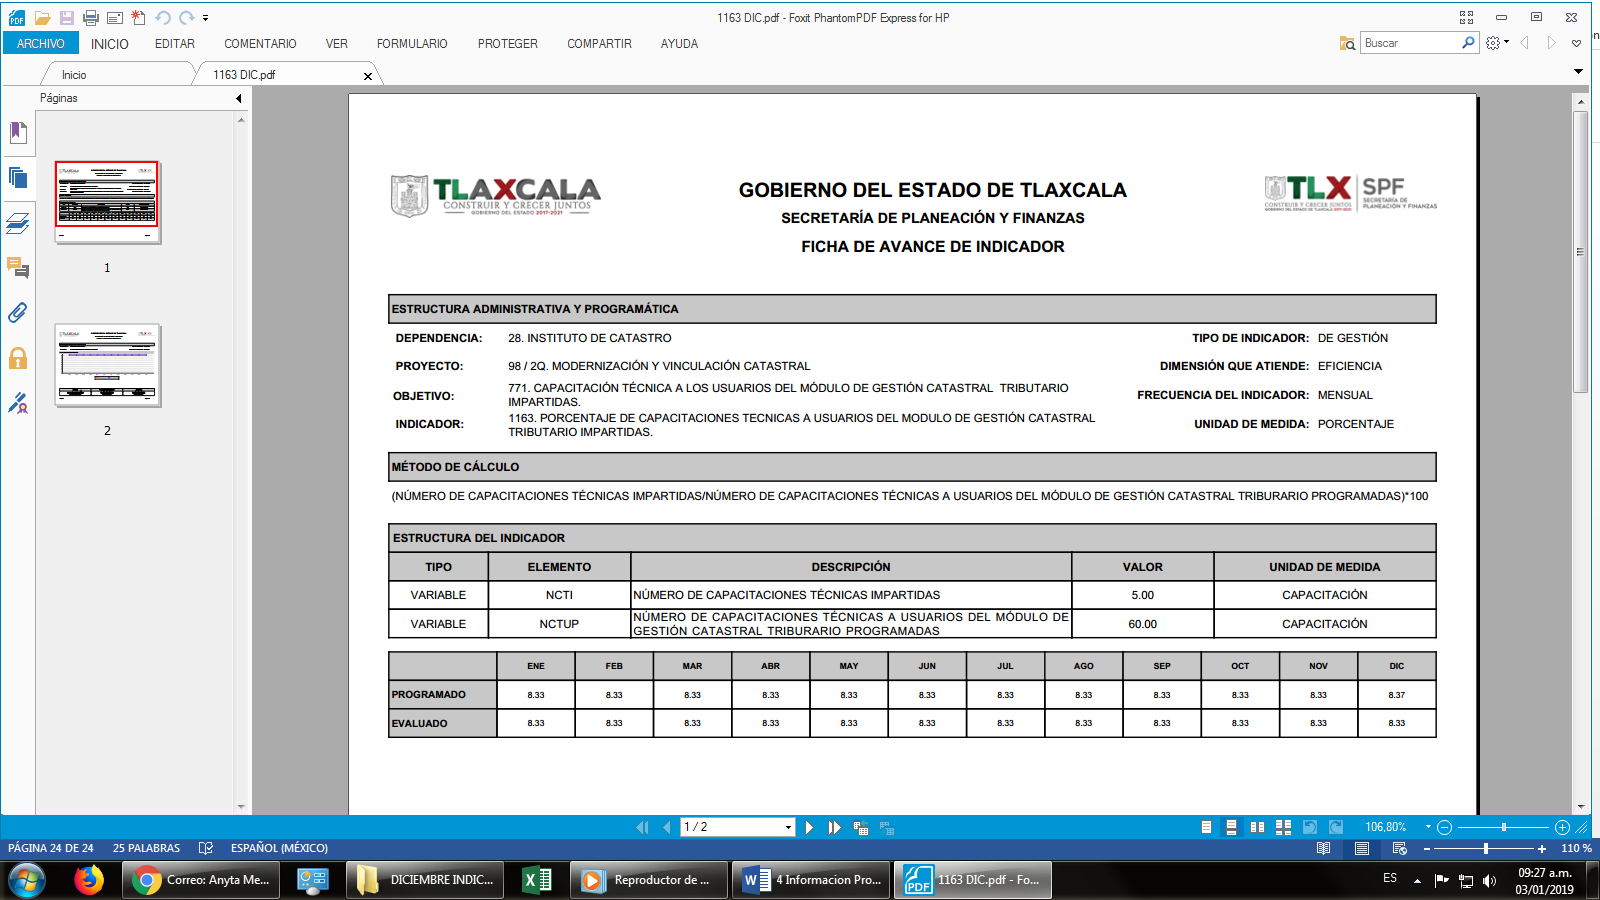 1163 DIC.pdf - Foxit PhantomPDF Express for HP
ARCHIVO INICIO EDITAR COMENTARIO VER FORMULARIO PROTEGER COMPARTIR AYUDA
Buscar
Inicio 1163 DIC.pdf
Páginas
1
2
TLAXCALA
CONSTRUIR Y CRECER JUNTOS
GOBIERNO DEL ESTADO 2017-2021
GOBIERNO DEL ESTADO DE TLAXCALA
SECRETARÍA DE PLANEACIÓN Y FINANZAS
FICHA DE AVANCE DE INDICADOR
TLX
CONSTRUIR Y CRECER JUNTOS
SPF
SECRETARÍA DE
PLANEACIÓN Y FINANZAS
ESTRUCTURA ADMINISTRATIVA Y PROGRAMÁTICA
DEPENDENCIA: 28. INSTITUTO DE CATASTRO TIPO DE INDICADOR: DE GESTIÓN
PROYECTO: 98 / 2Q. MODERNIZACIÓN Y VINCULACIÓN CATASTRAL DIMENSIÓN QUE ATIENDE: EFICIENCIA
OBJETIVO: 771. CAPACITACIÓN TÉCNICA A LOS USUARIOS DEL MÓDULO DE GESTIÓN CATASTRAL TRIBUTARIO
IMPARTIDAS.
FRECUENCIA DEL INDICADOR: MENSUAL
INDICADOR: 1163. PORCENTAJE DE CAPACITACIONES TECNICAS A USUARIOS DEL MODULO DE GESTIÓN CATASTRAL
TRIBUTARIO IMPARTIDAS.
UNIDAD DE MEDIDA: PORCENTAJE
MÉTODO DE CÁLCULO
(NÚMERO DE CAPACITACIONES TÉCNICAS IMPARTIDAS/NÚMERO DE CAPACITACIONES TÉCNICAS A USUARIOS DEL MÓDULO DE GESTIÓN CATASTRAL TRIBURARIO PROGRAMADAS)*100
ESTRUCTURA DEL INDICADOR
TIPO ELEMENTO DESCRIPCIÓN VALOR UNIDAD DE MEDIDA
VARIABLE NCTI NÚMERO DE CAPACITACIONES TÉCNICAS IMPARTIDAS 5.00 CAPACITACIÓN
VARIABLE NCTUP NÚMERO DE CAPACITACIONES TÉCNICAS A USUARIOS DEL MÓDULO DE
GESTIÓN CATASTRAL TRIBURARIO PROGRAMADAS 60.00 CAPACITACIÓN
ENE FEB MAR ABR MAY JUN JUL AGO SEP OCT NOV DIC
PROGRAMADO 8.33 8.33 8.33 8.33 8.33 8.33 8.33 8.33 8.33 8.33 8.33 8.37
EVALUADO 8.33 8.33 8.33 8.33 8.33 8.33 8.33 8.33 8.33 8.33 8.33 8.33
1 / 2
106,80%
PÁGINA 24 DE 24 25 PALABRAS ESPAÑOL (MÉXICO) 110 %
Correo: Anyta Me... DICIEMBRE INDIC... Reproductor de ... 4 Informacion Pro... 1163 DIC.pdf - Fo... ES
09:27 a.m.
03/01/2019